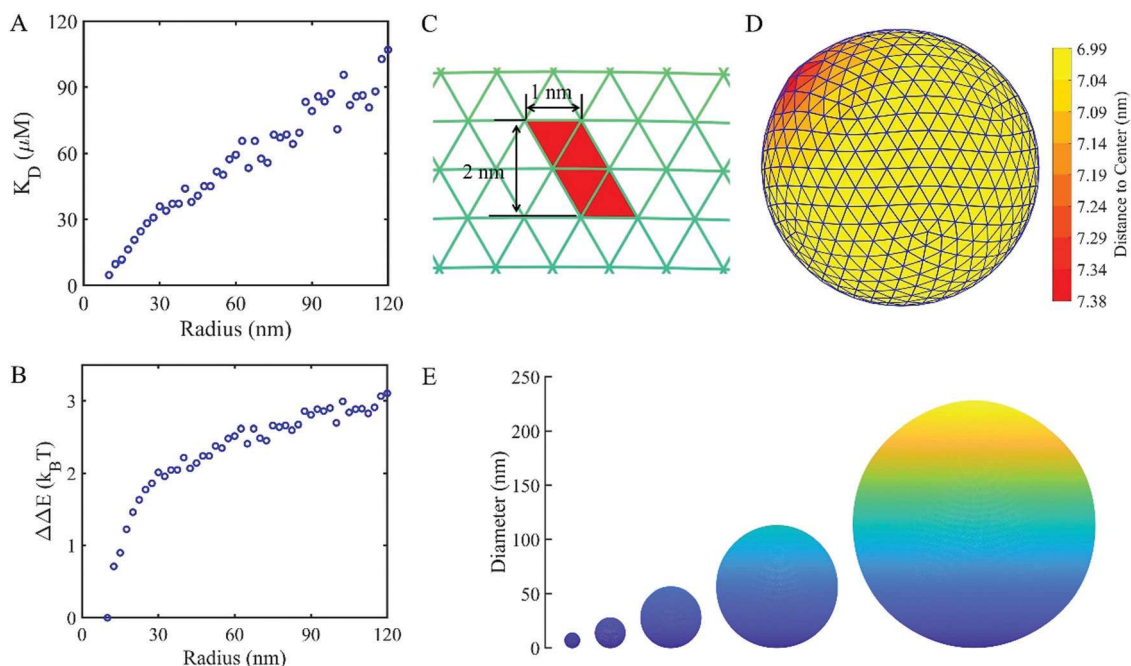 A
K_D (μM)
120
90
60
30
0
0 30 60 90 120
Radius (nm)
B
ΔΔE (k_BT)
3
2
1
0
0 30 60 90 120
Radius (nm)
C
1 nm
2 nm
D
6.99
7.04
7.09
7.14
7.19
7.24
7.29
7.34
7.38
Distance to Center (nm)
E
Diameter (nm)
250
200
150
100
50
0